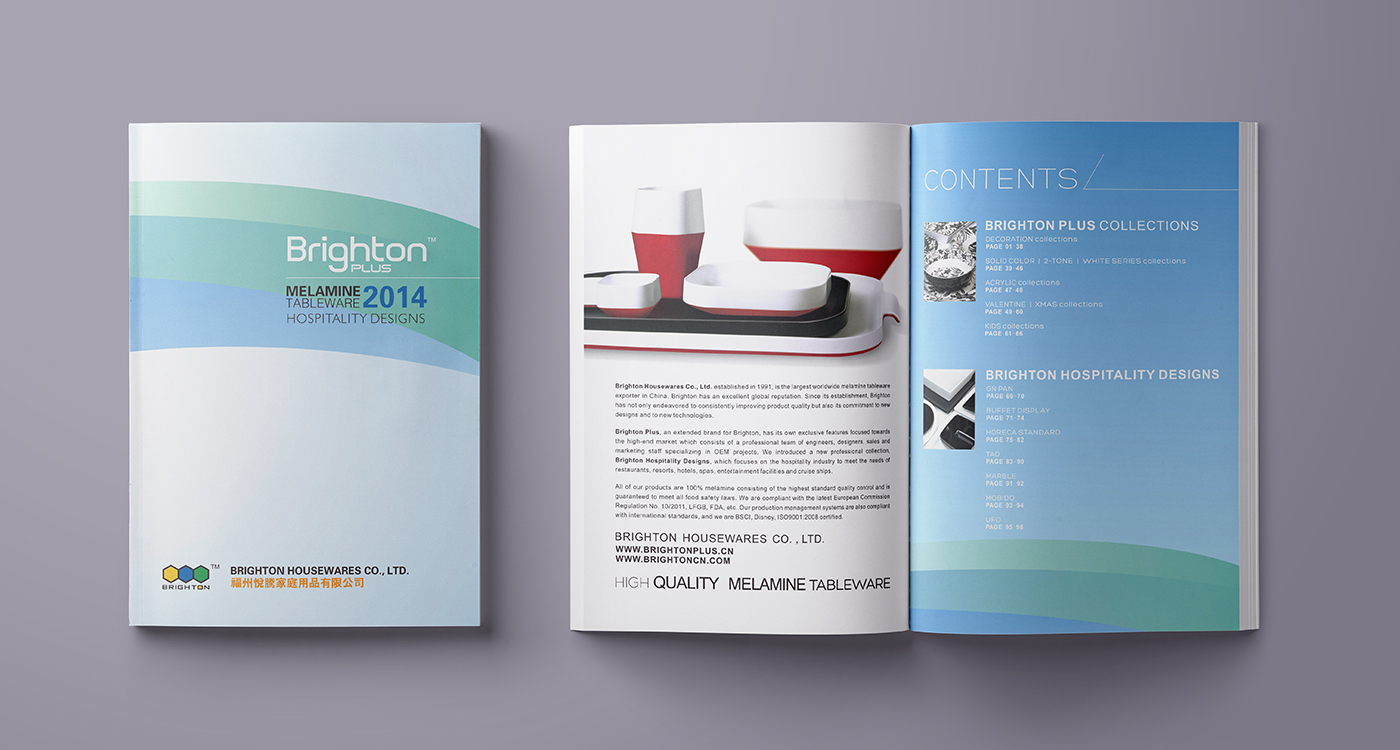 Brighton™
PLUS
MELAMINE
TABLEWARE 2014
HOSPITALITY DESIGNS
BRIGHTON
TM
BRIGHTON HOUSEWARES CO., LTD.
福州悅騰家庭用品有限公司
Brighton Housewares Co., Ltd. established in 1991, is the largest worldwide melamine tableware
exporter in China. Brighton has an excellent global reputation. Since its establishment, Brighton
has not only endeavored to consistently improving product quality but also its commitment to new
designs and to new technologies.
Brighton Plus, an extended brand for Brighton, has its own exclusive features focused towards
the high-end market which consists of a professional team of engineers, designers, sales and
marketing staff specializing in OEM projects. We introduced a new professional collection,
Brighton Hospitality Designs, which focuses on the hospitality industry to meet the needs of
restaurants, resorts, hotels, spas, entertainment facilities and cruise ships.
All of our products are 100% melamine consisting of the highest standard quality control and is
guaranteed to meet all food safety laws. We are compliant with the latest European Commission
Regulation No. 10/2011, LFGB, FDA, etc. Our production management systems are also compliant
with international standards, and we are BSCI, Disney, ISO9001:2008 certified.
BRIGHTON HOUSEWARES CO. , LTD.
WWW.BRIGHTONPLUS.CN
WWW.BRIGHTONCN.COM
HIGH QUALITY MELAMINE TABLEWARE
CONTENTS
BRIGHTON PLUS COLLECTIONS
DECORATION collections
PAGE 01-38
SOLID COLOR | 2-TONE | WHITE SERIES collections
PAGE 39-46
ACRYLIC collections
PAGE 47-48
VALENTINE | XMAS collections
PAGE 49-60
KIDS collections
PAGE 61-66
BRIGHTON HOSPITALITY DESIGNS
GN PAN
PAGE 69-70
BUFFET DISPLAY
PAGE 71-74
HORECA STANDARD
PAGE 75-82
TAO
PAGE 83-90
MARBLE
PAGE 91-92
MOBIDO
PAGE 93-94
UFO
PAGE 95-96